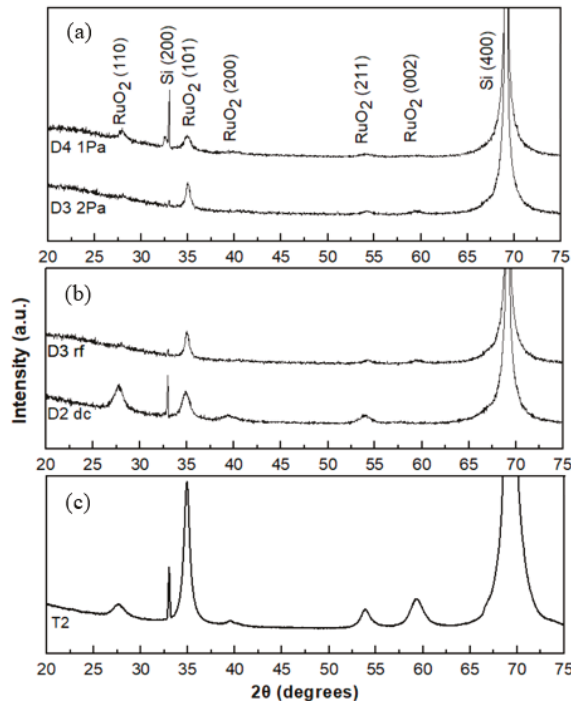 (a)
RuO2 (110)
Si (200)
RuO2 (101)
RuO2 (200)
RuO2 (211)
RuO2 (002)
Si (400)
D4 1Pa
D3 2Pa
20 25 30 35 40 45 50 55 60 65 70 75
(b)
D3 rf
D2 dc
20 25 30 35 40 45 50 55 60 65 70 75
Intensity (a.u.)
(c)
T2
20 25 30 35 40 45 50 55 60 65 70 75
2θ (degrees)